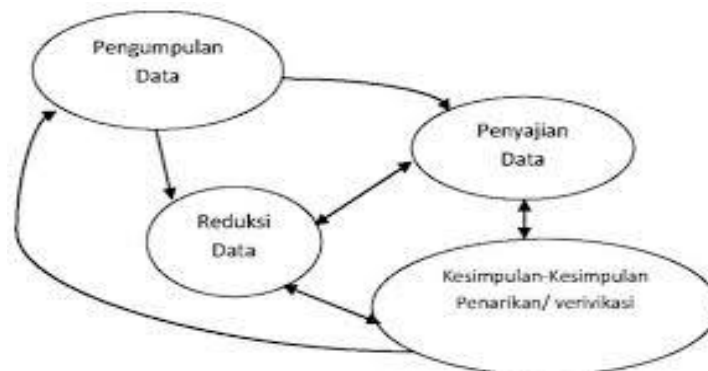 Pengumpulan
Data
Penyajian
Data
Reduksi
Data
Kesimpulan-Kesimpulan
Penarikan/ verivikasi